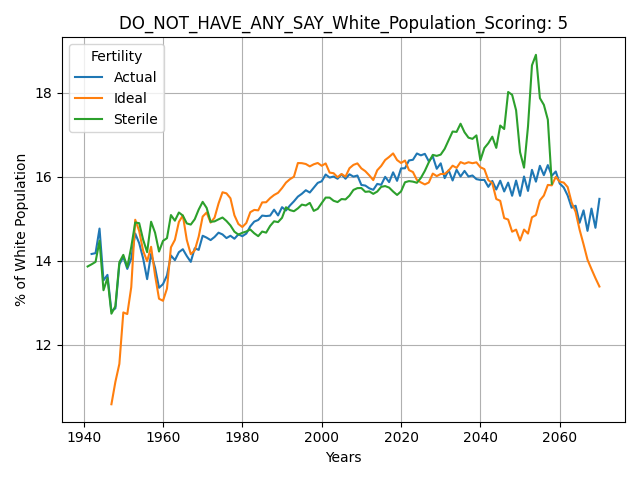 DO_NOT_HAVE_ANY_SAY_White_Population_Scoring: 5
Fertility
Actual
Ideal
Sterile
% of White Population
18
16
14
12
1940 1960 1980 2000 2020 2040 2060
Years